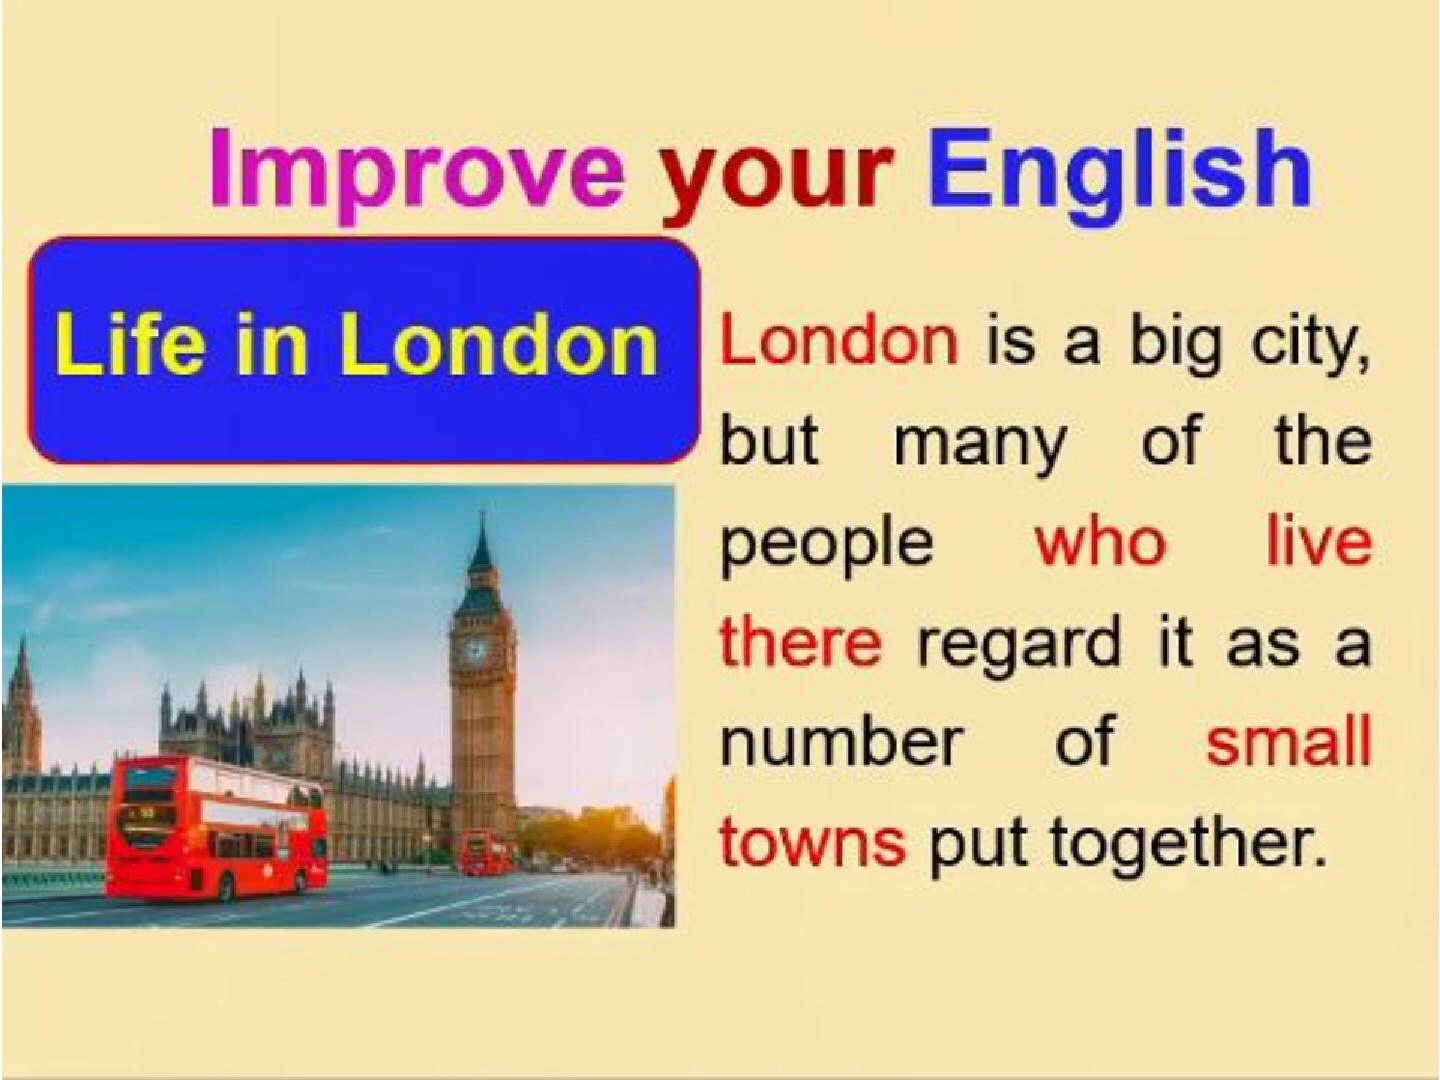 Improve your English
Life in London
London is a big city,
but many of the
people who live
there regard it as a
number of small
towns put together.